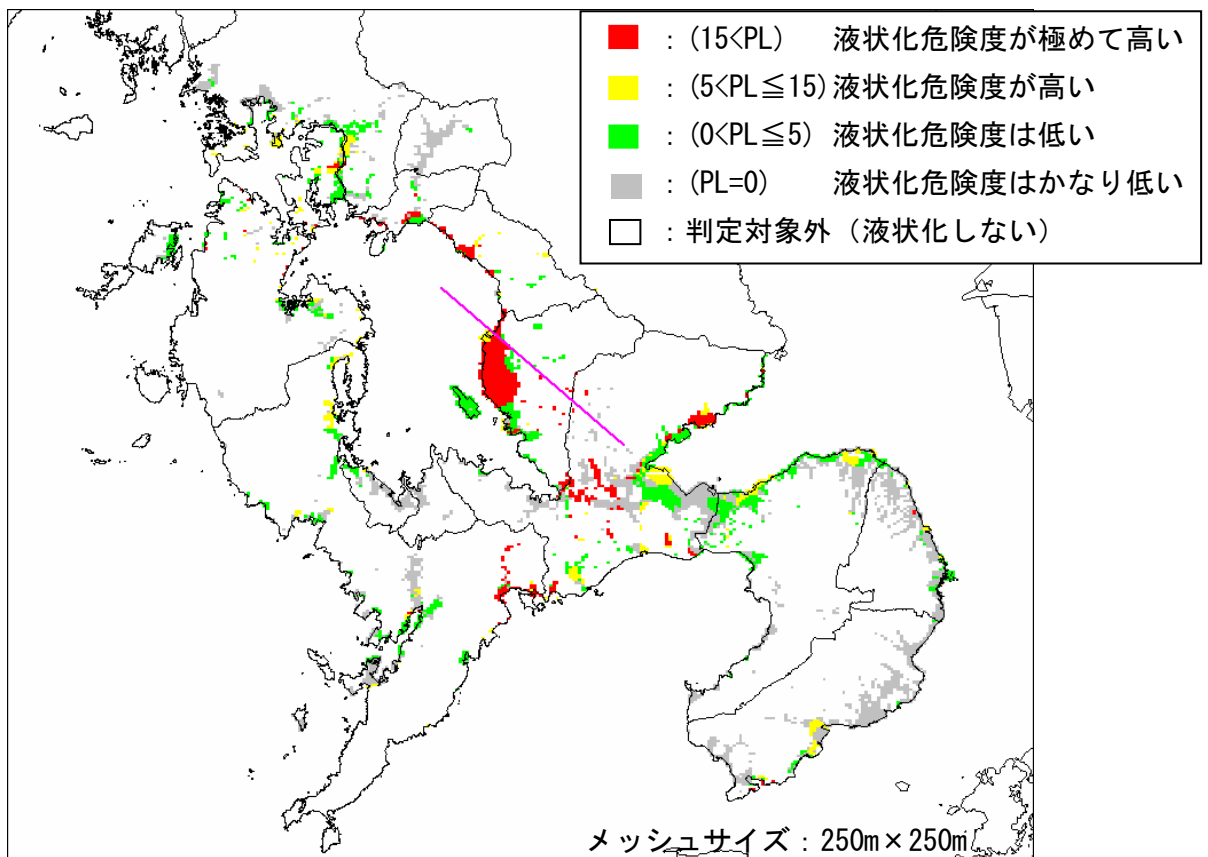 : (15<PL) 液状化危険度が極めて高い
: (5<PL≦15) 液状化危険度が高い
: (0<PL≦5) 液状化危険度は低い
: (PL=0) 液状化危険度はかなり低い
: 判定対象外（液状化しない）
メッシュサイズ : 250m×250m